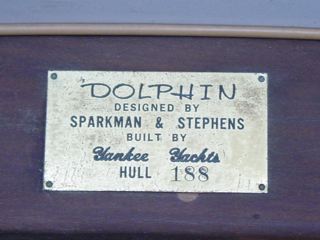 DOLPHIN
DESIGNED BY
SPARKMAN & STEPHENS
BUILT BY
Yankee Yachts
HULL 188